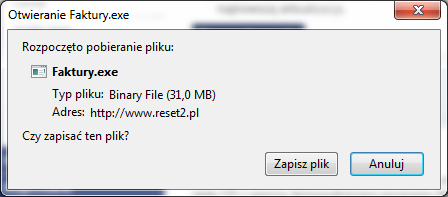 Otwieranie Faktury.exe
Rozpoczęto pobieranie pliku:
Faktury.exe
Typ pliku: Binary File (31,0 MB)
Adres: http://www.reset2.pl
Czy zapisać ten plik?
Zapisz plik Anuluj